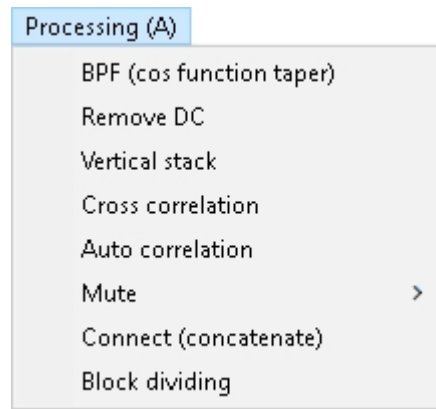 Processing (A)
BPF (cos function taper)
Remove DC
Vertical stack
Cross correlation
Auto correlation
Mute
Connect (concatenate)
Block dividing